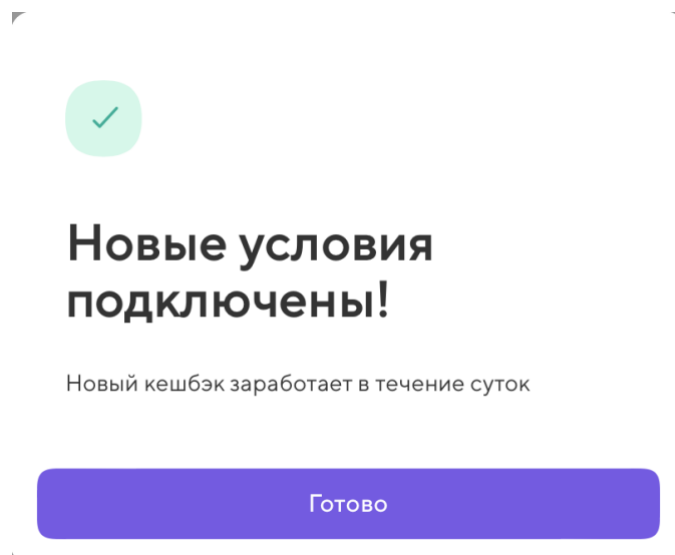 Новые условия
подключены!
Новый кешбэк заработает в течение суток
Готово